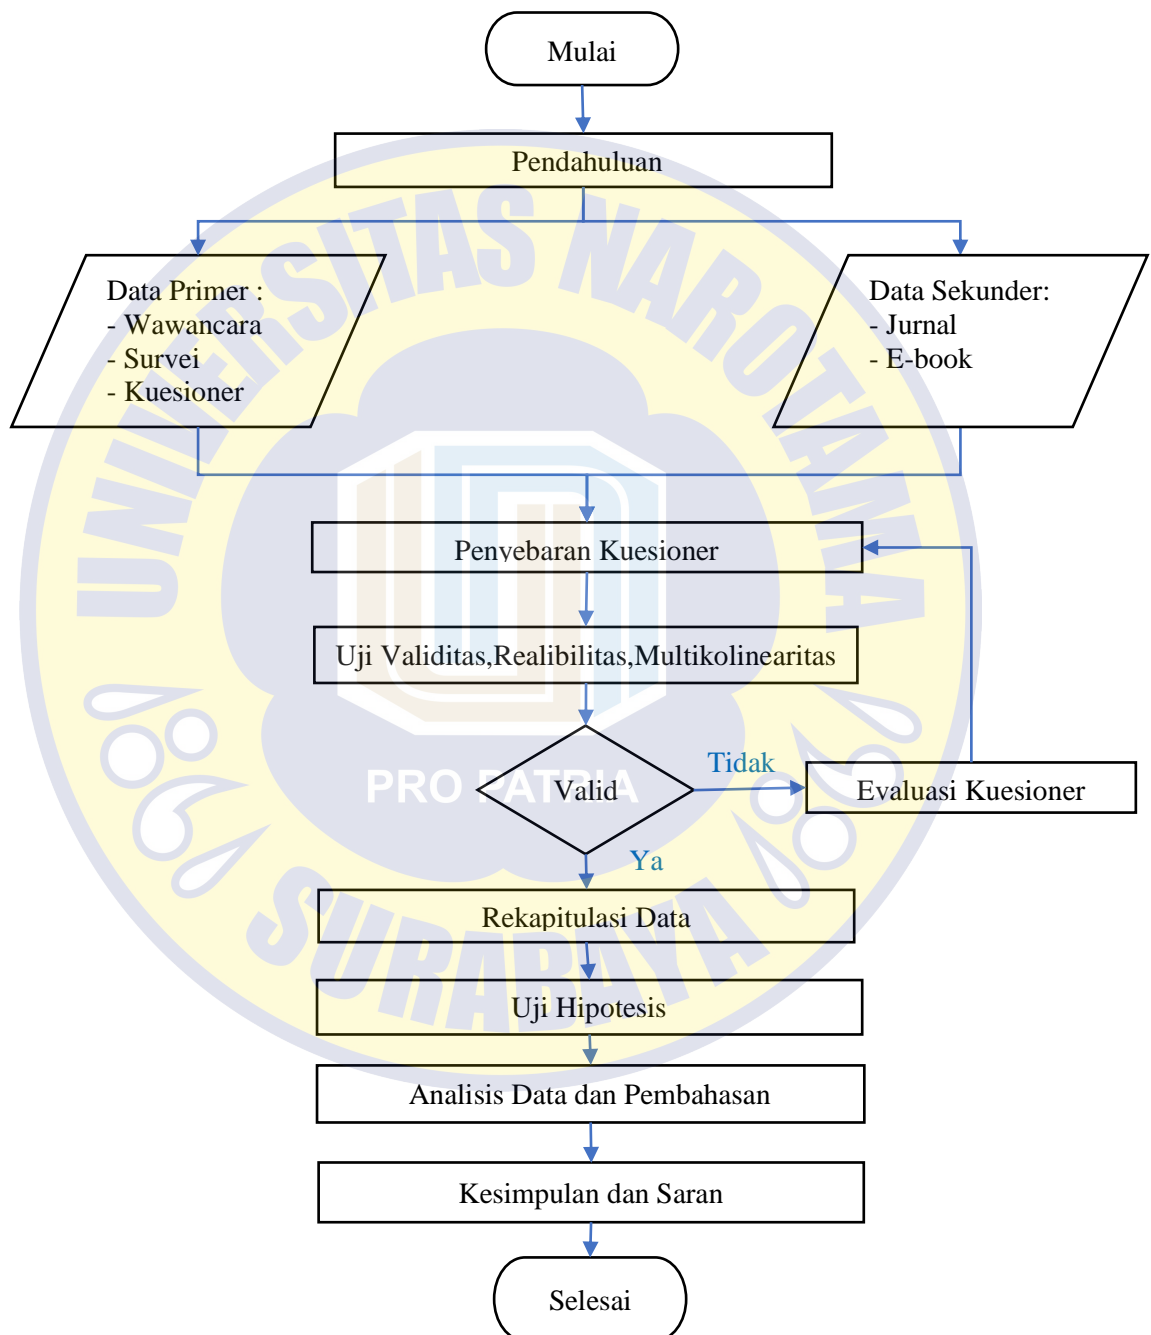 Mulai
Pendahuluan
Data Primer :
- Wawancara
- Survei
- Kuesioner
Data Sekunder:
- Jurnal
- E-book
Penyebaran Kuesioner
Uji Validitas,Realibilitas,Multikolinearitas
Valid
Tidak
Evaluasi Kuesioner
Ya
Rekapitulasi Data
Uji Hipotesis
Analisis Data dan Pembahasan
Kesimpulan dan Saran
Selesai
UNIVERSITAS NAROTAMA
PRO PATRIA
SURABAYA